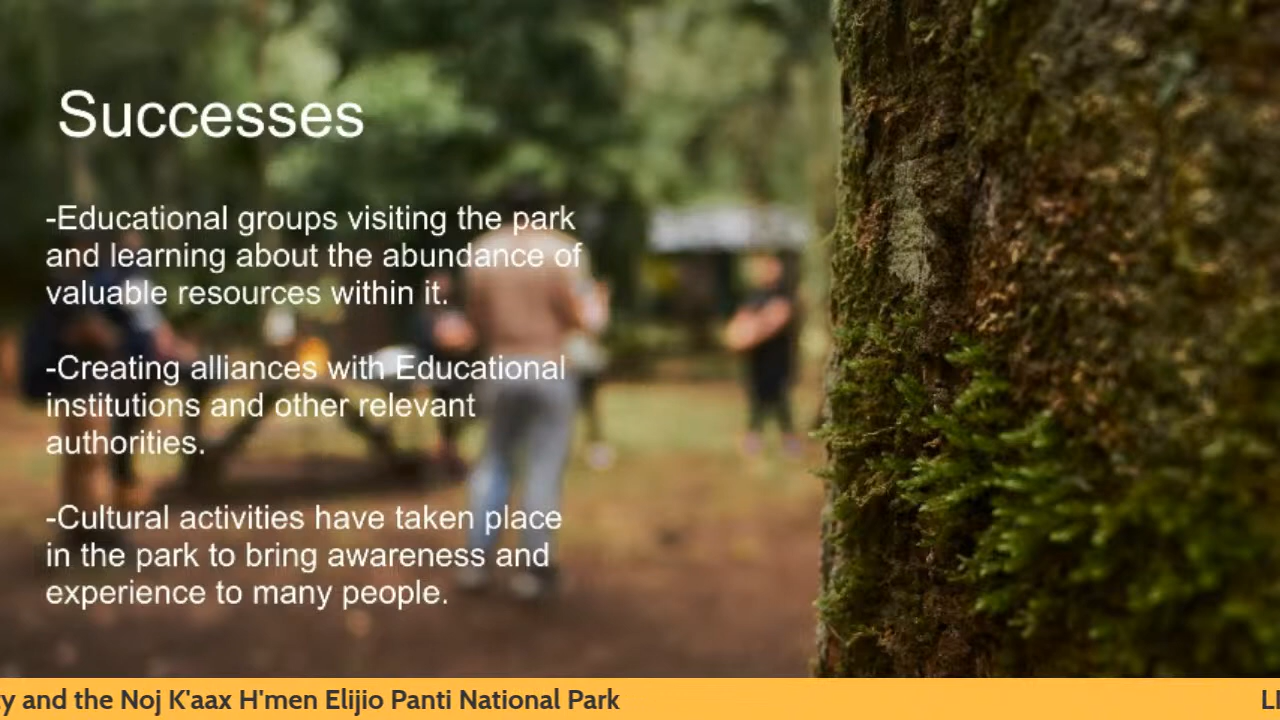 Successes
-Educational groups visiting the park
and learning about the abundance of
valuable resources within it.
-Creating alliances with Educational
institutions and other relevant
authorities.
-Cultural activities have taken place
in the park to bring awareness and
experience to many people.
and the Noj K'aax H'men Elijio Panti National Park